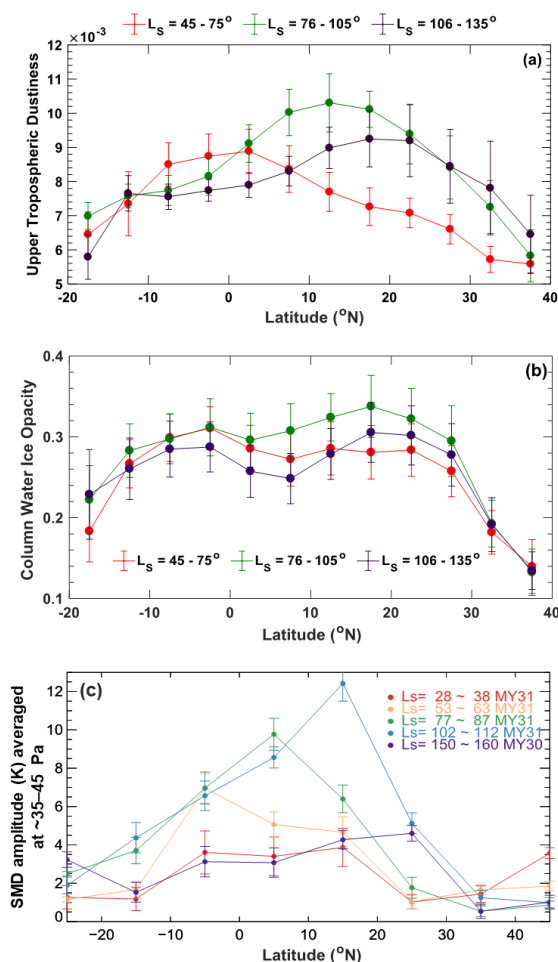 L_S = 45 - 75° L_S = 76 - 105° L_S = 106 - 135°
×10⁻³
(a)
12
11
10
9
8
7
6
5
Upper Tropospheric Dustiness
-20 -10 0 10 20 30 40
Latitude (°N)
(b)
0.4
0.3
0.2
0.1
Column Water Ice Opacity
L_S = 45 - 75° L_S = 76 - 105° L_S = 106 - 135°
-20 -10 0 10 20 30 40
Latitude (°N)
(c)
Ls= 28 ~ 38 MY31
Ls= 53 ~ 63 MY31
Ls= 77 ~ 87 MY31
Ls= 102 ~ 112 MY31
Ls= 150 ~ 160 MY30
12
10
8
6
4
2
0
SMD amplitude (K) averaged
at ~35–45 Pa
−20 −10 0 10 20 30 40
Latitude (°N)